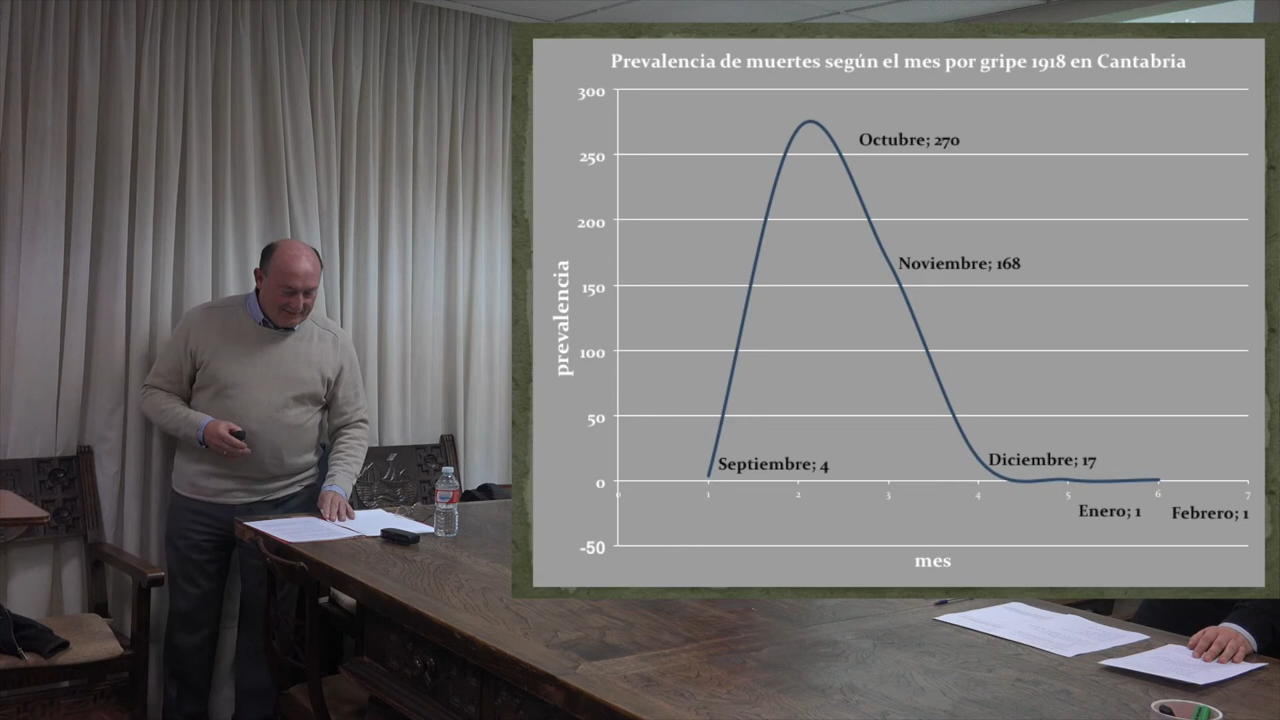 Prevalencia de muertes según el mes por gripe 1918 en Cantabria
300
250
200
150
100
50
0
-50
prevalencia
Octubre; 270
Noviembre; 168
Septiembre; 4
Diciembre; 17
0 1 2 3 4 5 6 7
Enero; 1 Febrero; 1
mes